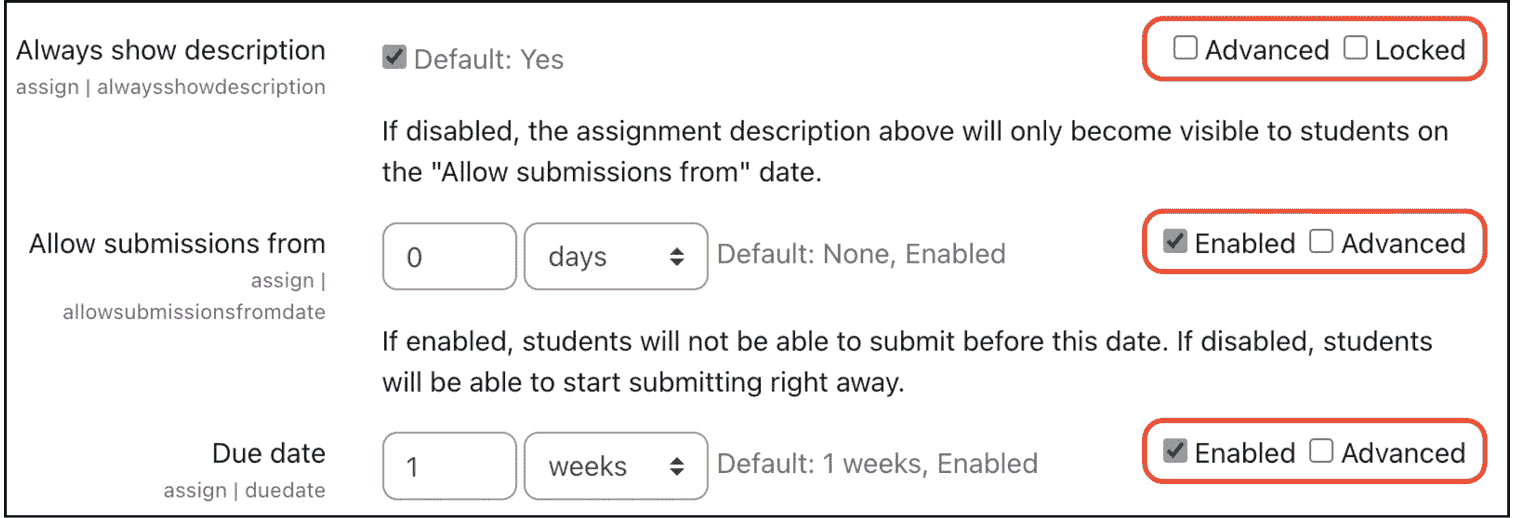 Always show description
Default: Yes
Advanced Locked
assign | alwaysshowdescription
If disabled, the assignment description above will only become visible to students on
the "Allow submissions from" date.
Allow submissions from
0 days Default: None, Enabled
Enabled Advanced
assign |
allowsubmissionsfromdate
If enabled, students will not be able to submit before this date. If disabled, students
will be able to start submitting right away.
Due date
1 weeks Default: 1 weeks, Enabled
Enabled Advanced
assign | duedate